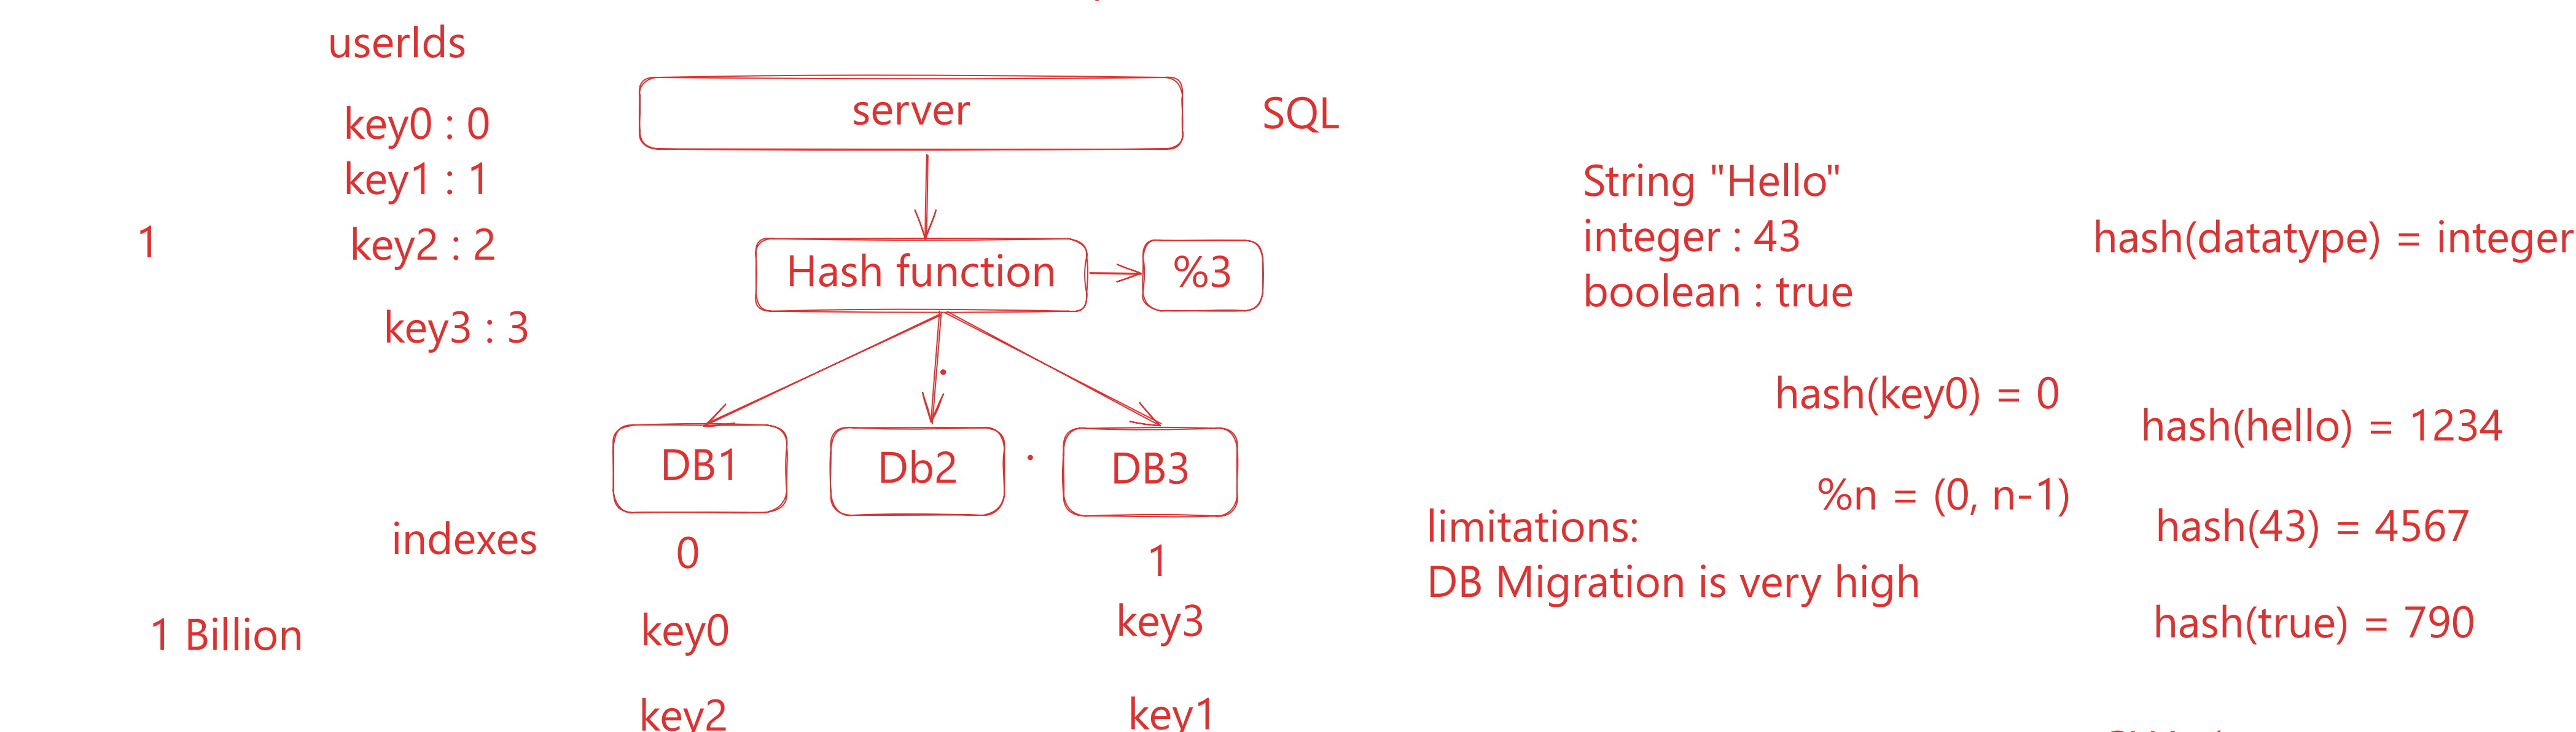 userIds
key0 : 0
key1 : 1
1
key2 : 2
key3 : 3
server
SQL
Hash function
%3
DB1
Db2
DB3
indexes
0
1
1 Billion
key0
key3
key2
key1
String "Hello"
integer : 43
boolean : true
hash(datatype) = integer
hash(key0) = 0
%n = (0, n-1)
limitations:
DB Migration is very high
hash(hello) = 1234
hash(43) = 4567
hash(true) = 790